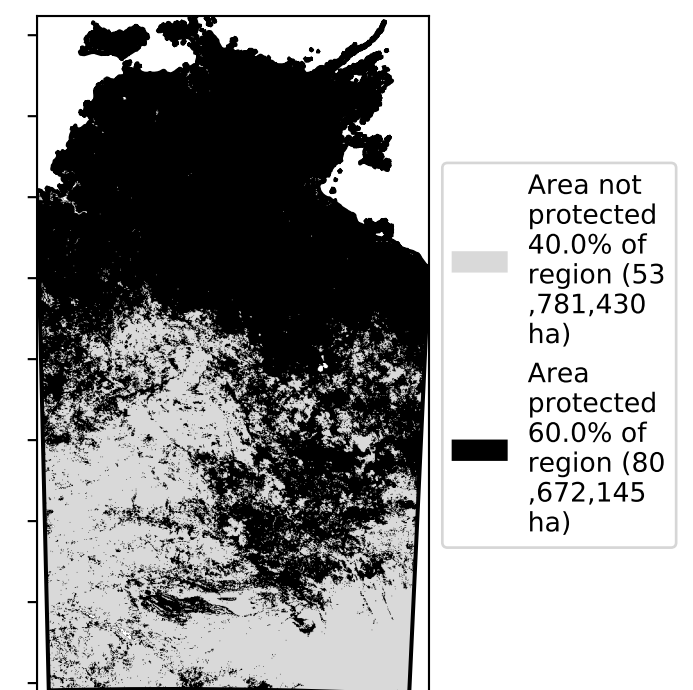 Area not
protected
40.0% of
region (53
,781,430
ha)
Area
protected
60.0% of
region (80
,672,145
ha)